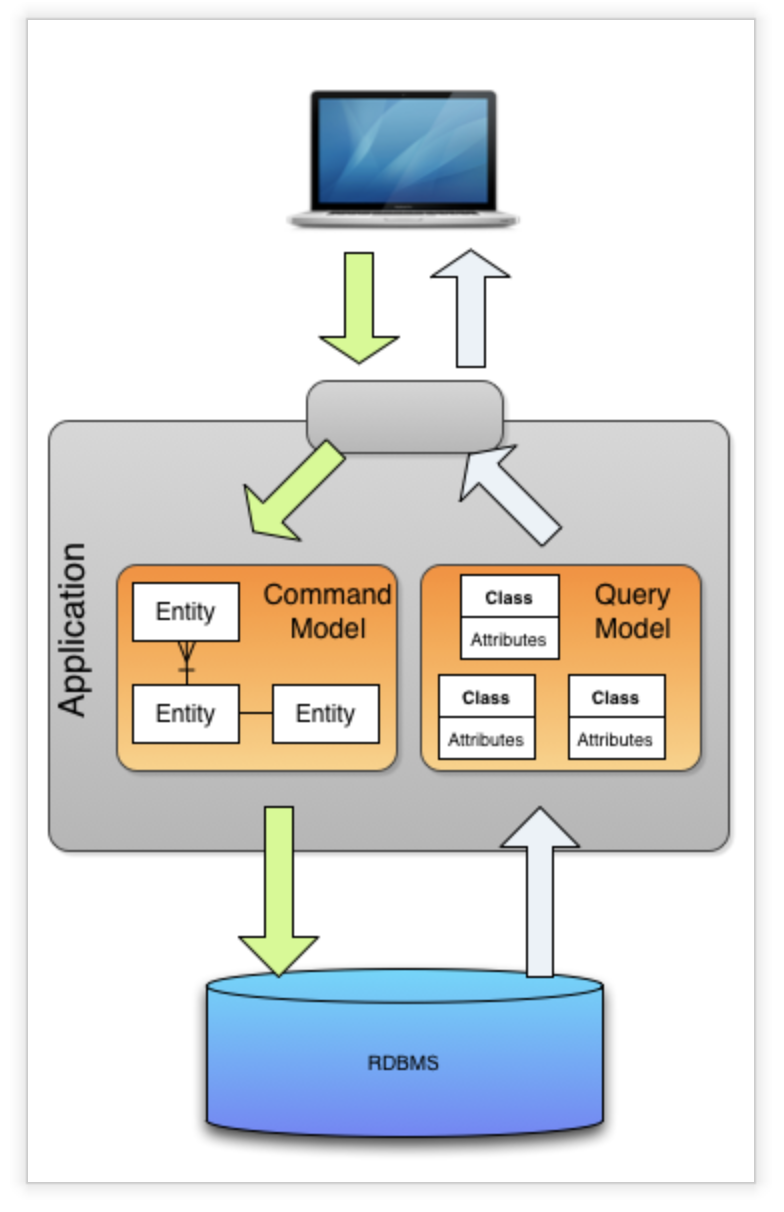 Application
Command
Model
Entity
Entity
Entity
Query
Model
Class
Attributes
Class
Attributes
Class
Attributes
RDBMS